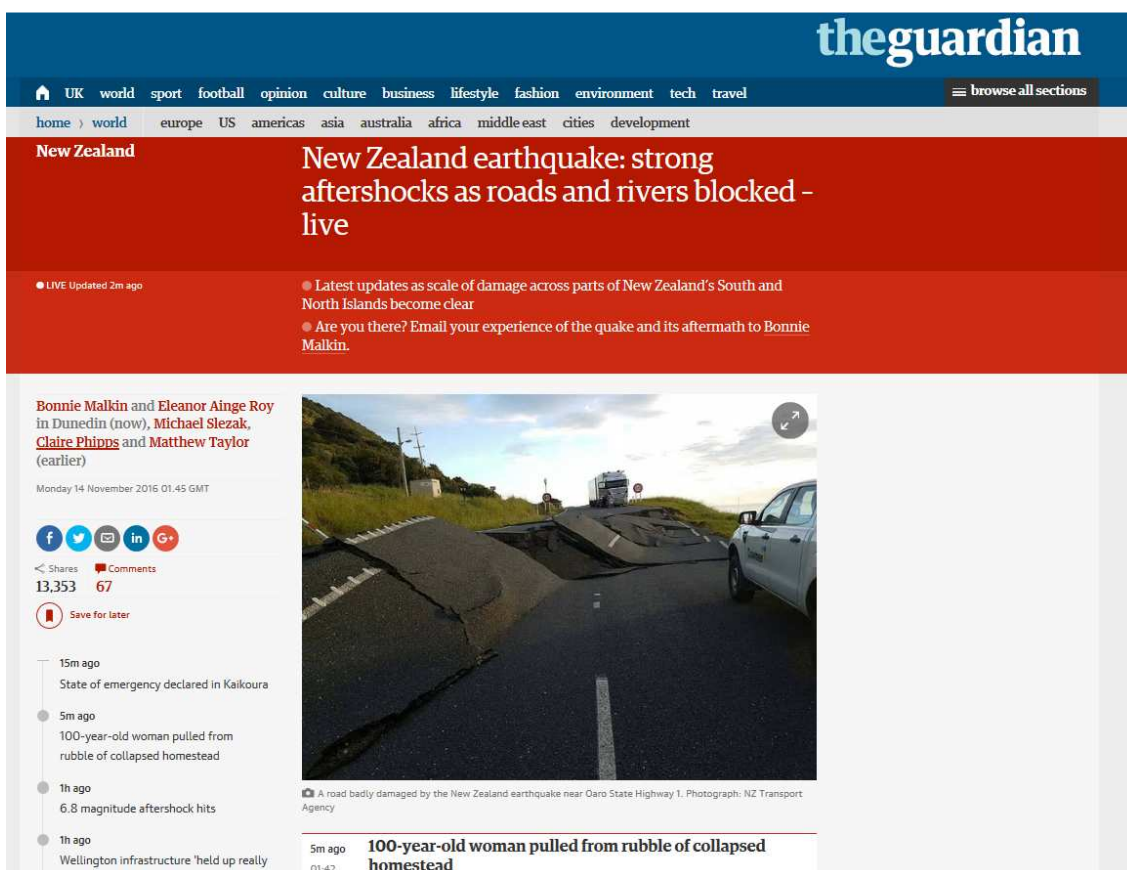 theguardian
UK world sport football opinion culture business lifestyle fashion environment tech travel
browse all sections
home › world europe US americas asia australia africa middle east cities development
New Zealand
New Zealand earthquake: strong
aftershocks as roads and rivers blocked –
live
LIVE Updated 2m ago
Latest updates as scale of damage across parts of New Zealand's South and
North Islands become clear
Are you there? Email your experience of the quake and its aftermath to Bonnie
Malkin.
Bonnie Malkin and Eleanor Ainge Roy
in Dunedin (now), Michael Slezak,
Claire Phipps and Matthew Taylor
(earlier)
Monday 14 November 2016 01.45 GMT
f in G+
Shares Comments
13,353 67
Save for later
15m ago
State of emergency declared in Kaikoura
5m ago
100-year-old woman pulled from
rubble of collapsed homestead
1h ago
6.8 magnitude aftershock hits
1h ago
Wellington infrastructure 'held up really
A road badly damaged by the New Zealand earthquake near Oaro State Highway 1. Photograph: NZ Transport
Agency
5m ago 100-year-old woman pulled from rubble of collapsed
01:42 homestead